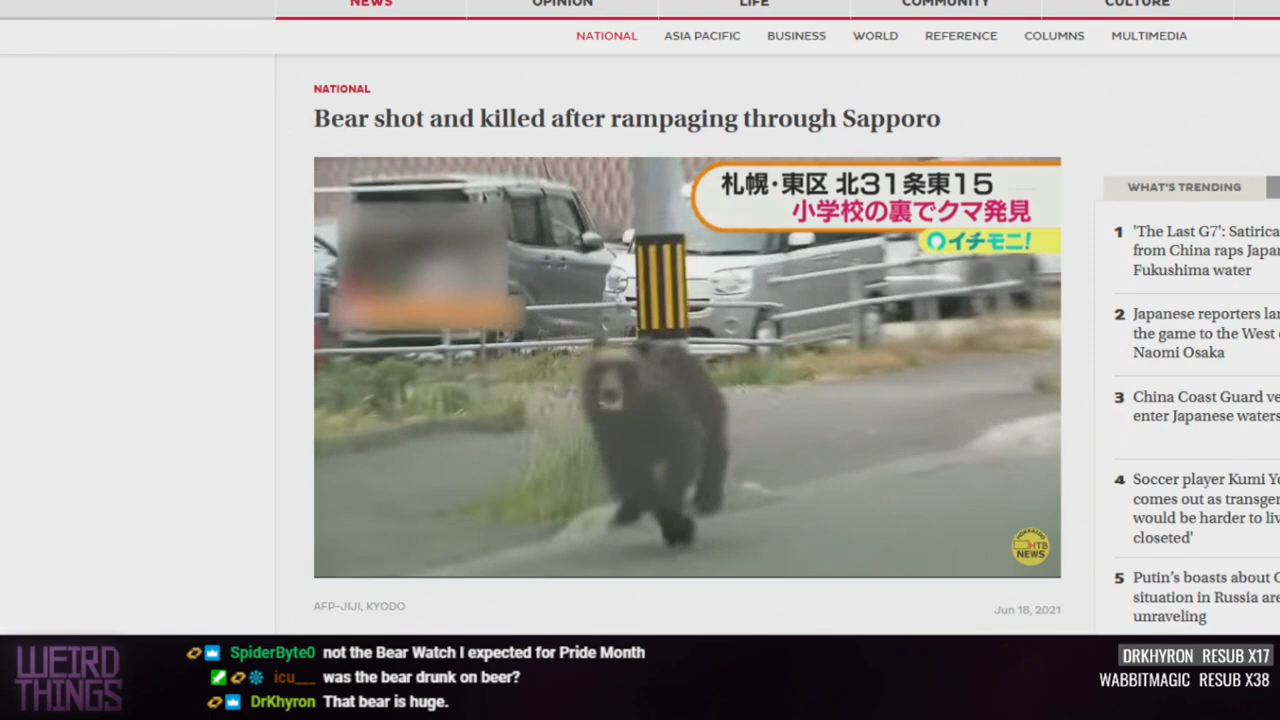 NEWS
OPINION
LIFE
COMMUNITY
CULTURE
NATIONAL
ASIA PACIFIC
BUSINESS
WORLD
REFERENCE
COLUMNS
MULTIMEDIA
NATIONAL
Bear shot and killed after rampaging through Sapporo
札幌・東区 北31条東15
小学校の裏でクマ発見
イチモニ!
HOKKAIDO
HTB
NEWS
AFP-JIJI, KYODO
Jun 18, 2021
WHAT'S TRENDING
1 'The Last G7': Satirica
from China raps Japa
Fukushima water
2 Japanese reporters la
the game to the West
Naomi Osaka
3 China Coast Guard ve
enter Japanese waters
4 Soccer player Kumi Yo
comes out as transgen
would be harder to liv
closeted'
5 Putin's boasts about
situation in Russia are
unraveling
WEIRD
THINGS
SpiderByte0 not the Bear Watch I expected for Pride Month
icu___ was the bear drunk on beer?
DrKhyron That bear is huge.
DRKHYRON RESUB X17
WABBITMAGIC RESUB X38